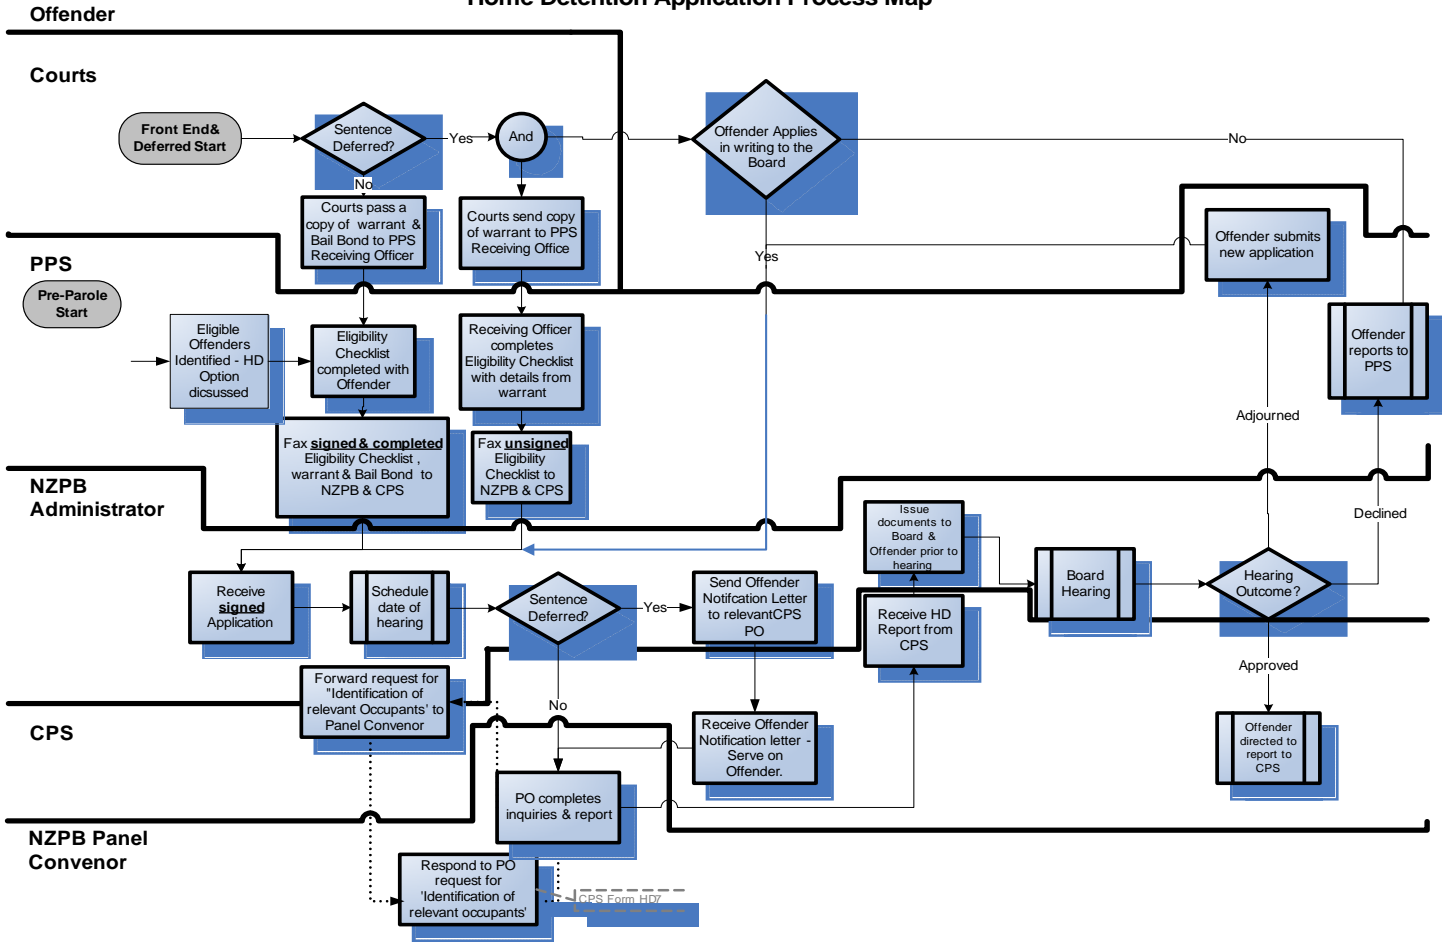 Home Detention Application Process Map
Offender
Courts
Front End&
Deferred Start
Sentence
Deferred?
Yes
And
Offender Applies
in writing to the
Board
No
No
Courts pass a
copy of warrant &
Bail Bond to PPS
Receiving Officer
Courts send copy
of warrant to PPS
Receiving Office
Yes
Offender submits
new application
PPS
Pre-Parole
Start
Eligible
Offenders
Identified - HD
Option
dicsussed
Eligibility
Checklist
completed with
Offender
Receiving Officer
completes
Eligibility Checklist
with details from
warrant
Offender
reports to
PPS
Adjourned
Fax signed & completed
Eligibility Checklist ,
warrant & Bail Bond to
NZPB & CPS
Fax unsigned
Eligibility
Checklist to
NZPB & CPS
NZPB
Administrator
Issue
documents to
Board &
Offender prior to
hearing
Declined
Receive
signed
Application
Schedule
date of
hearing
Sentence
Deferred?
Yes
Send Offender
Notifcation Letter
to relevantCPS
PO
Receive HD
Report from
CPS
Board
Hearing
Hearing
Outcome?
Approved
Forward request for
"Identification of
relevant Occupants' to
Panel Convenor
No
CPS
Receive Offender
Notification letter -
Serve on
Offender.
Offender
directed to
report to
CPS
PO completes
inquiries & report
NZPB Panel
Convenor
Respond to PO
request for
'Identification of
relevant occupants'
CPS Form HD7